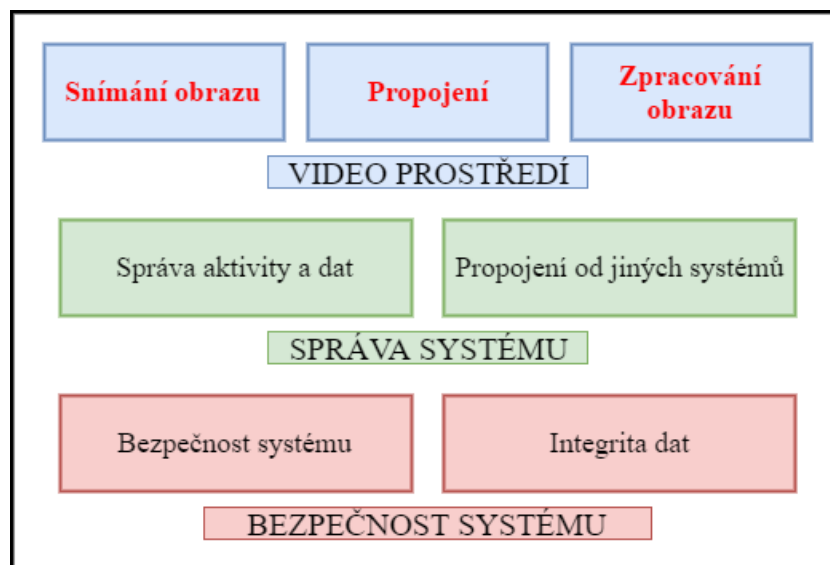 Snímání obrazu
Propojení
Zpracování
obrazu
VIDEO PROSTŘEDÍ
Správa aktivity a dat
Propojení od jiných systémů
SPRÁVA SYSTÉMU
Bezpečnost systému
Integrita dat
BEZPEČNOST SYSTÉMU